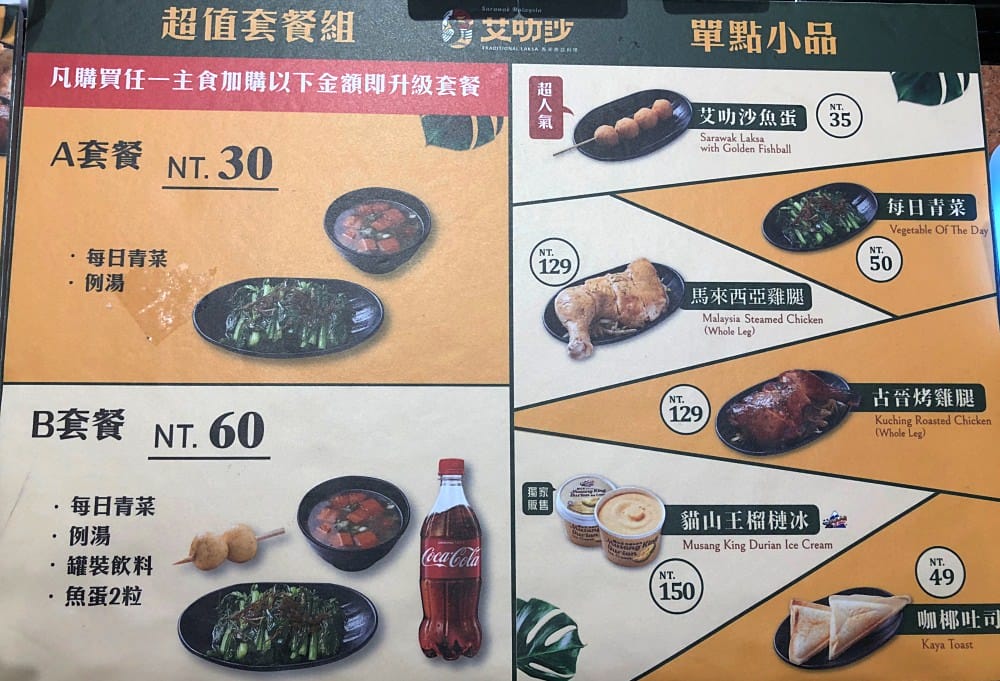 超值套餐組
Sarawak Malaysia
艾叻沙
TRADITIONAL LAKSA
單點小品
凡購買任一主食加購以下金額即升級套餐
A套餐 NT. 30
· 每日青菜
· 例湯
B套餐 NT. 60
· 每日青菜
· 例湯
· 罐裝飲料
· 魚蛋2粒
Coca-Cola
超人氣
艾叻沙魚蛋
NT. 35
Sarawak Laksa
with Golden Fishball
每日青菜
Vegetable Of The Day
NT. 50
NT. 129
馬來西亞雞腿
Malaysia Steamed Chicken
(Whole Leg)
NT. 129
古晉烤雞腿
Kuching Roasted Chicken
(Whole Leg)
獨家
販售
Musang King
Durian
貓山王榴槤冰
Musang King Durian Ice Cream
NT. 150
NT. 49
咖椰吐司
Kaya Toast